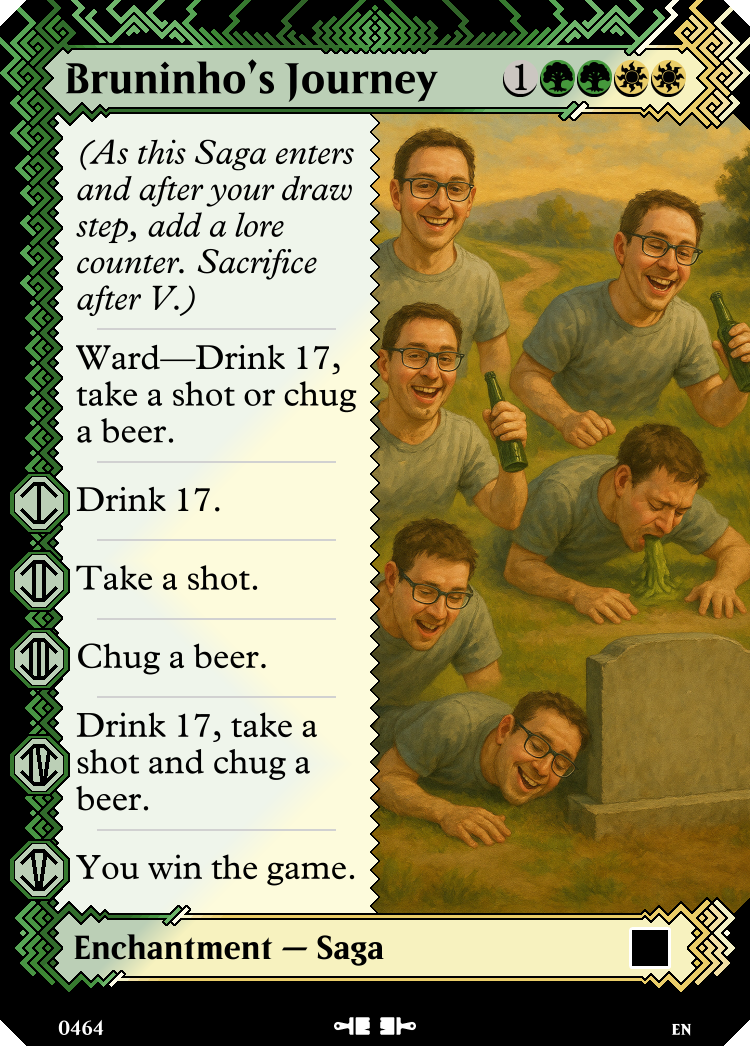 Bruninho's Journey 1
(As this Saga enters
and after your draw
step, add a lore
counter. Sacrifice
after V.)
Ward—Drink 17,
take a shot or chug
a beer.
I Drink 17.
II Take a shot.
III Chug a beer.
Drink 17, take a
IV shot and chug a
beer.
V You win the game.
Enchantment — Saga
0464 EN